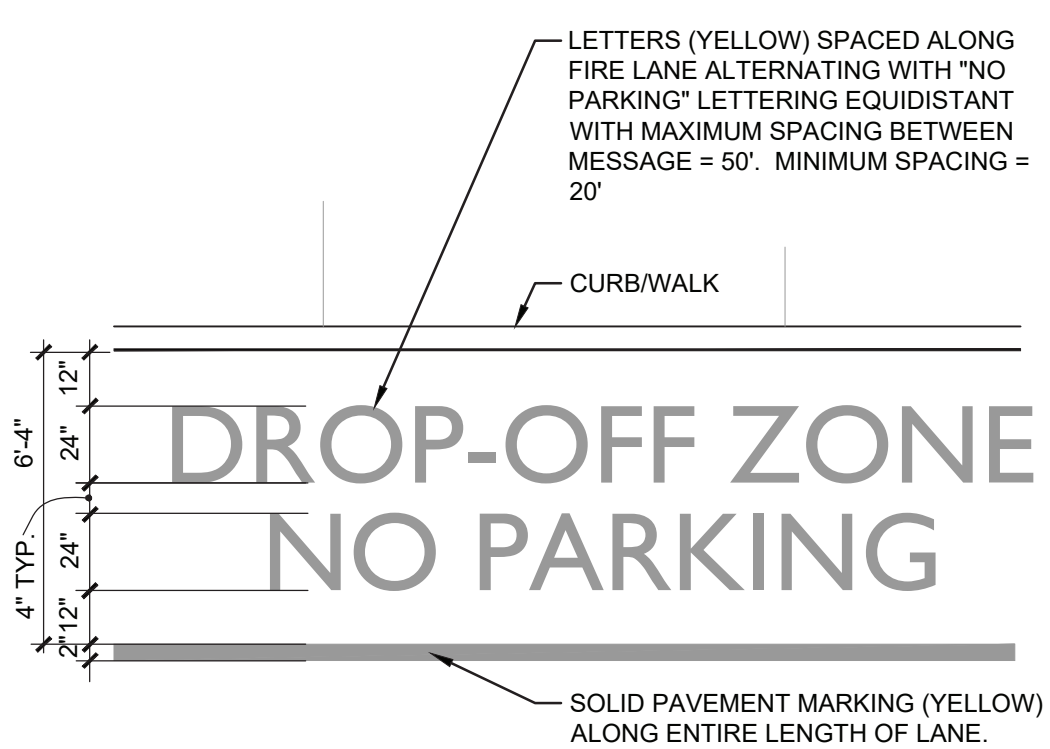 LETTERS (YELLOW) SPACED ALONG
FIRE LANE ALTERNATING WITH "NO
PARKING" LETTERING EQUIDISTANT
WITH MAXIMUM SPACING BETWEEN
MESSAGE = 50'. MINIMUM SPACING =
20'
CURB/WALK
12"
24"
6'-4"
4" TYP.
24"
12"
2"
DROP-OFF ZONE
NO PARKING
SOLID PAVEMENT MARKING (YELLOW)
ALONG ENTIRE LENGTH OF LANE.